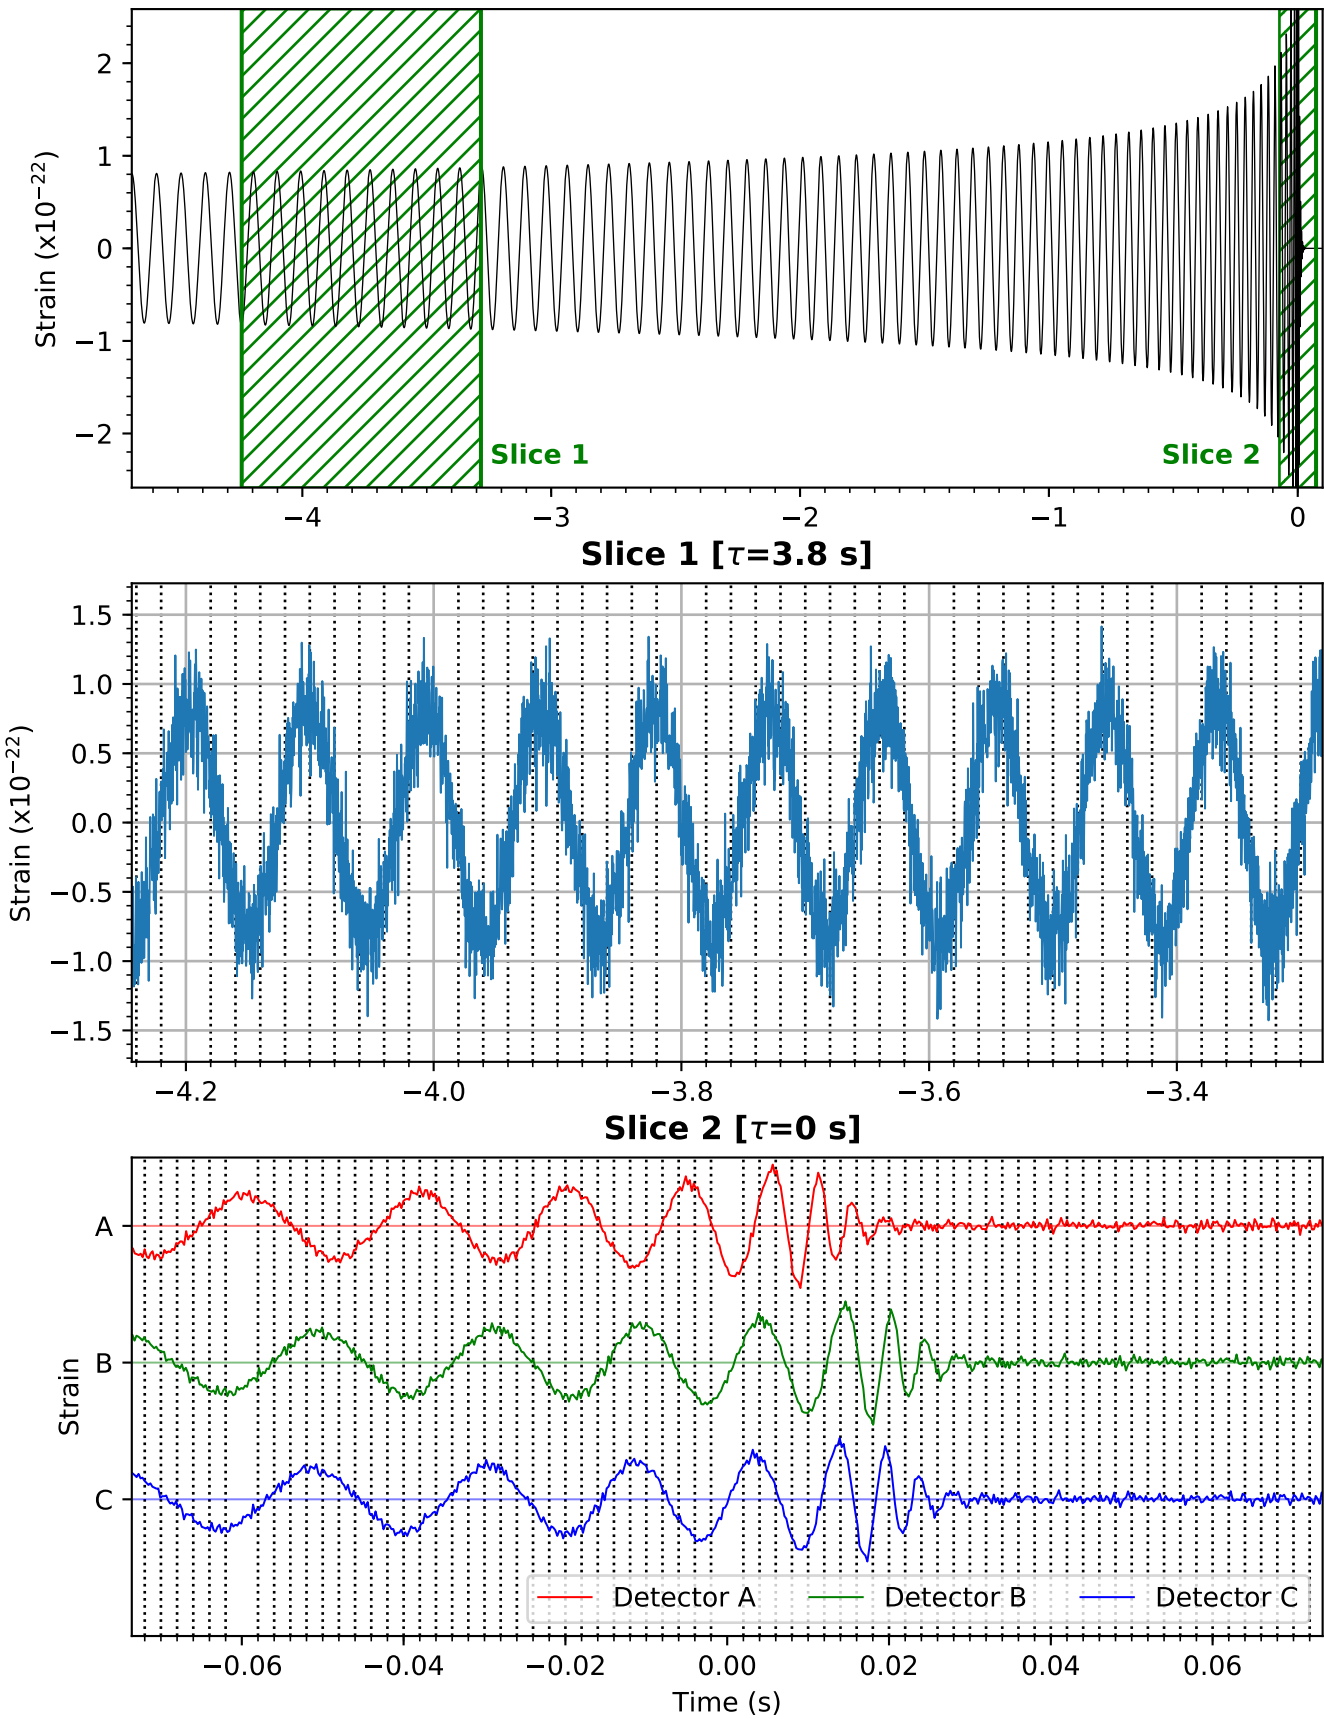 2
1
0
−1
−2
Strain (x10−22)
Slice 1
Slice 2
−4 −3 −2 −1 0
Slice 1 [τ=3.8 s]
1.5
1.0
0.5
0.0
−0.5
−1.0
−1.5
Strain (x10−22)
−4.2 −4.0 −3.8 −3.6 −3.4
Slice 2 [τ=0 s]
A
B
C
Strain
Detector A Detector B Detector C
−0.06 −0.04 −0.02 0.00 0.02 0.04 0.06
Time (s)